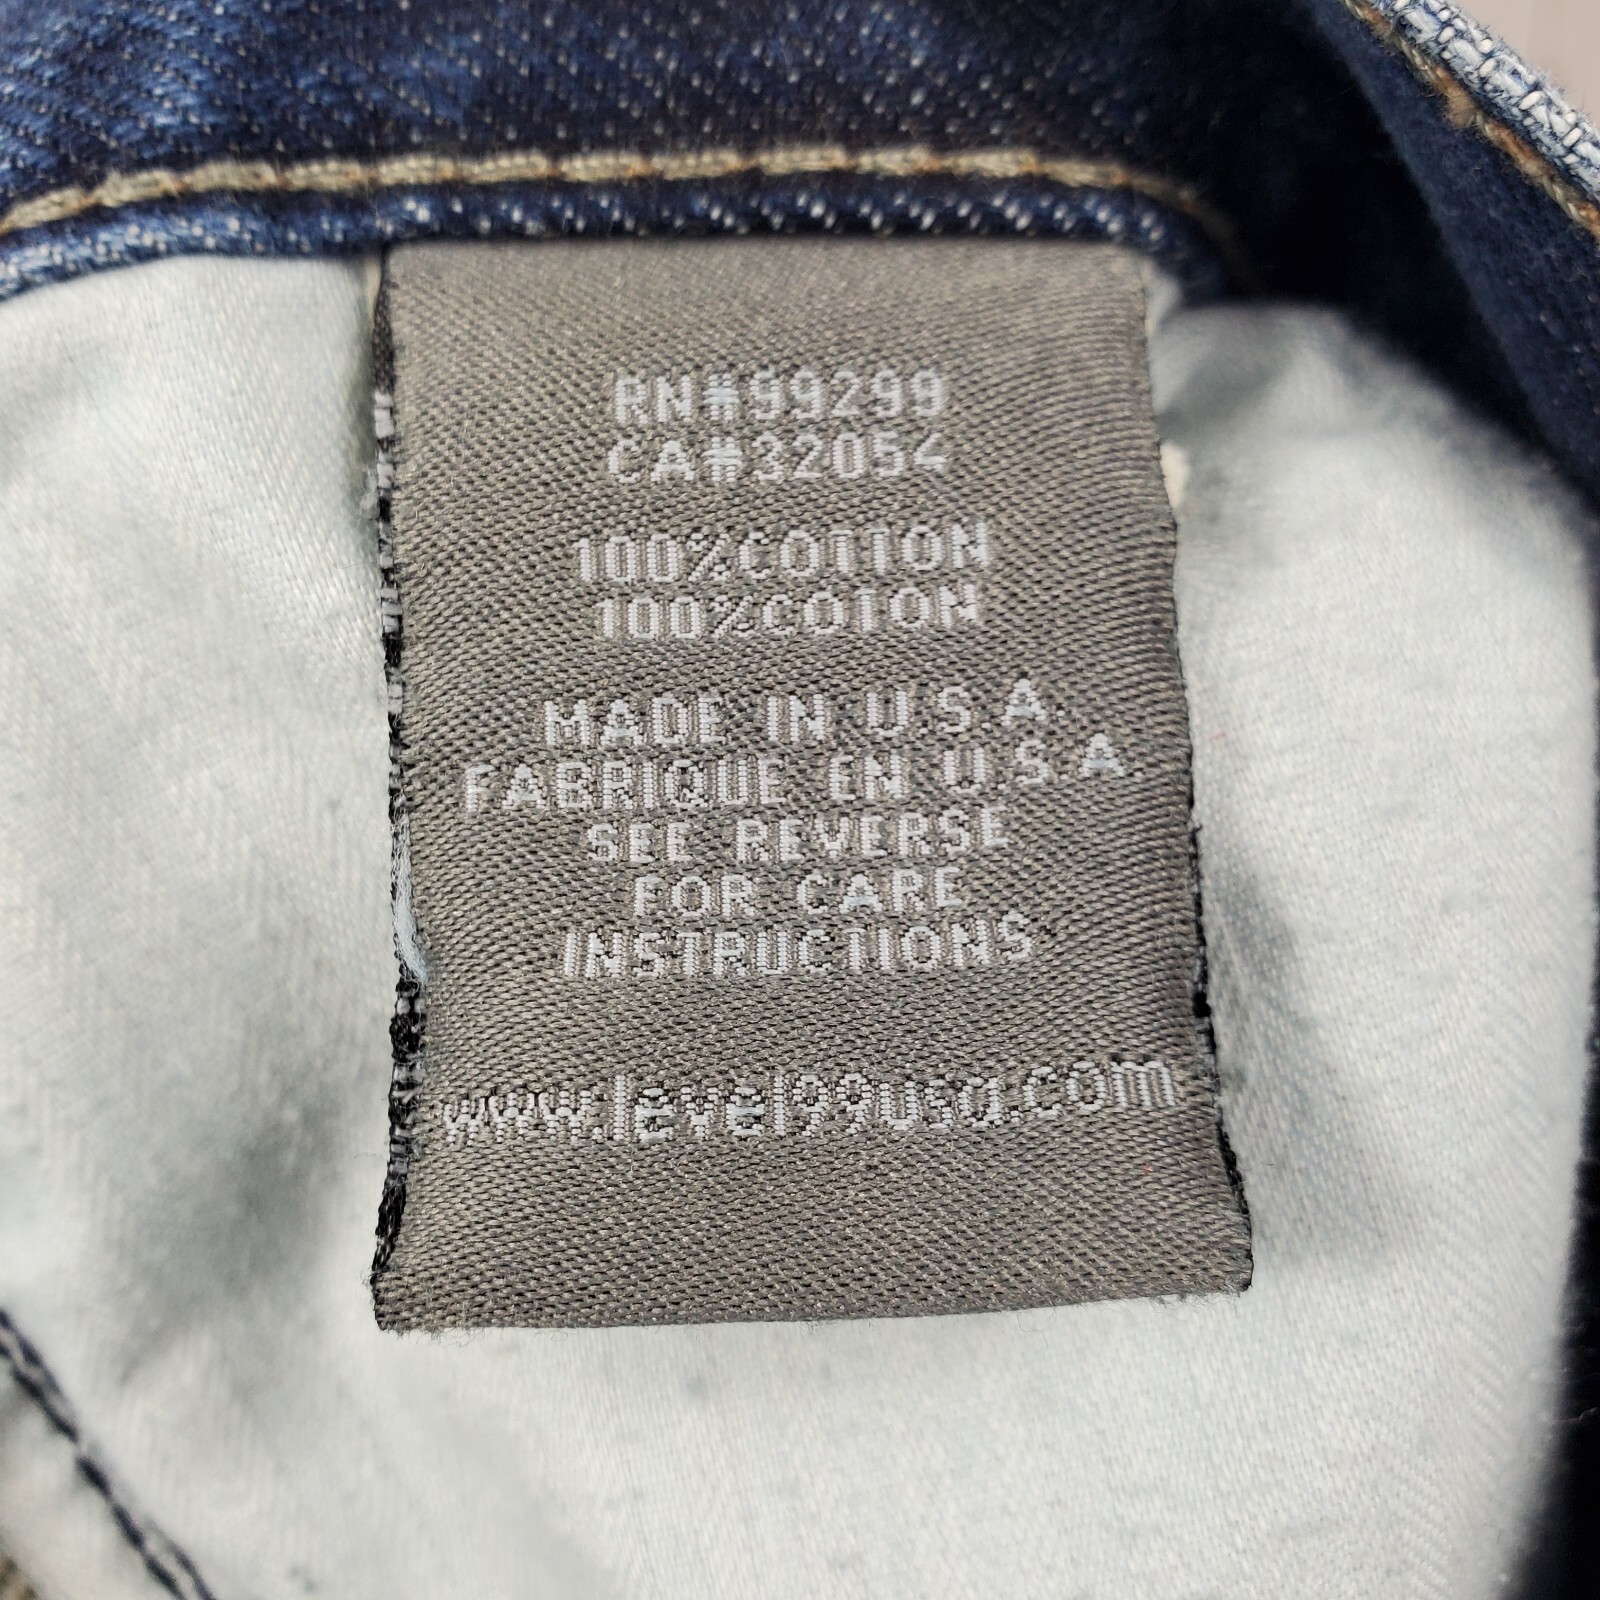 RN#99299
CA#32054
100%COTTON
100%COTON
MADE IN U.S.A.
FABRIQUE EN U.S.A
SEE REVERSE
FOR CARE
INSTRUCTIONS
www.level99usa.com